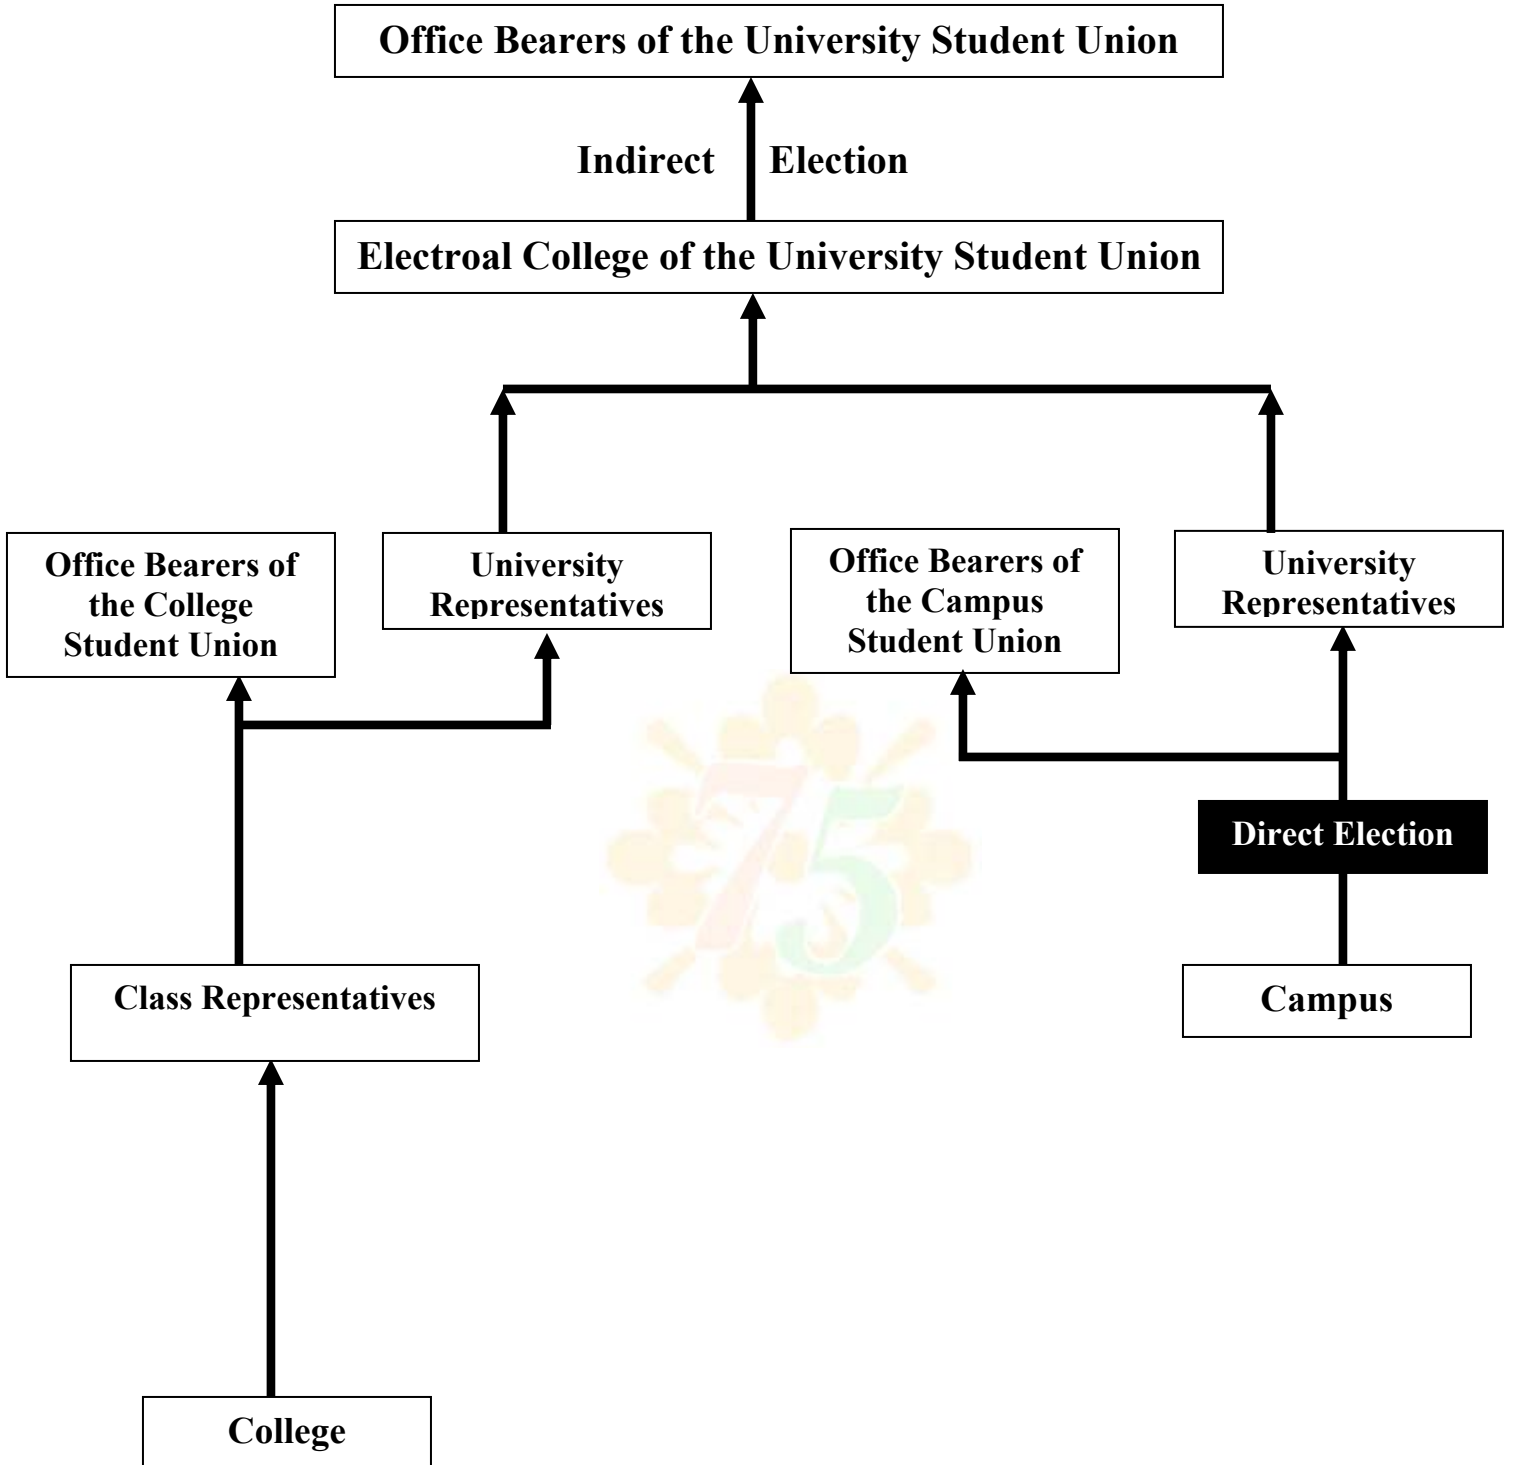 Office Bearers of the University Student Union
Indirect Election
Electroal College of the University Student Union
Office Bearers of
the College
Student Union
University
Representatives
Office Bearers of
the Campus
Student Union
University
Representatives
Direct Election
Class Representatives
Campus
75
College